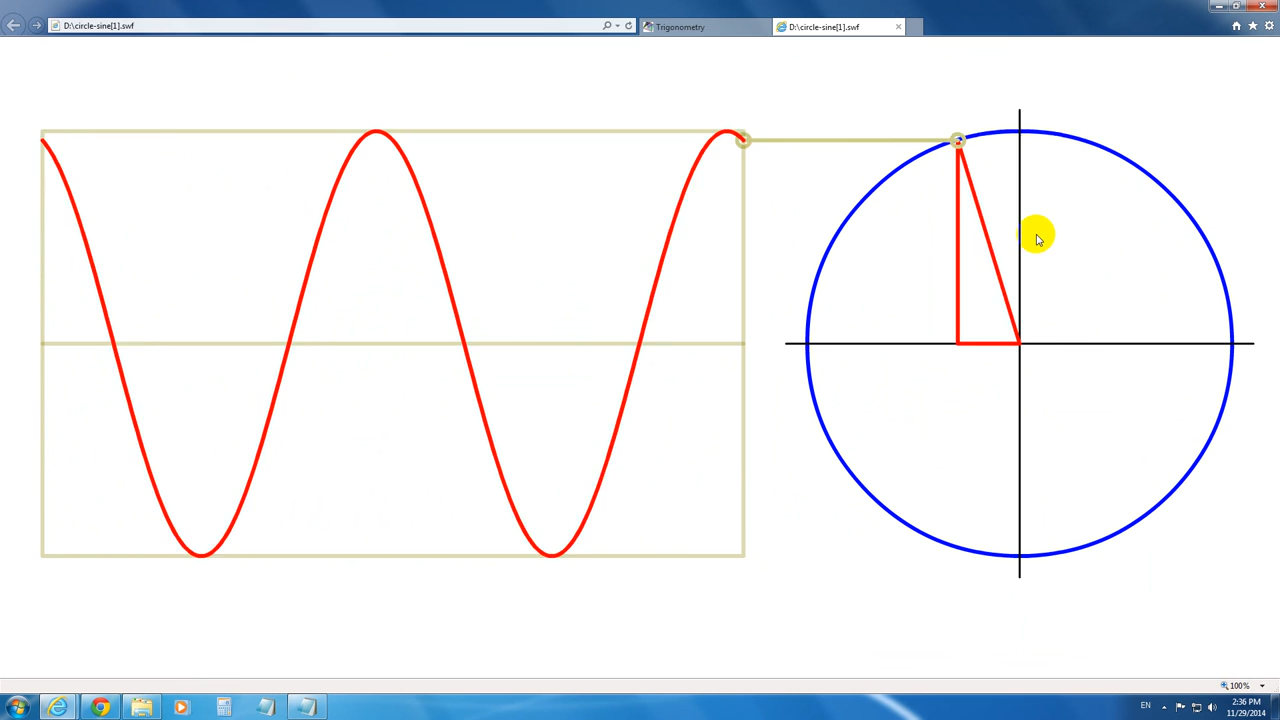 D:\circle-sine[1].swf
Trigonometry
D:\circle-sine[1].swf
100%
EN
2:36 PM
11/29/2014